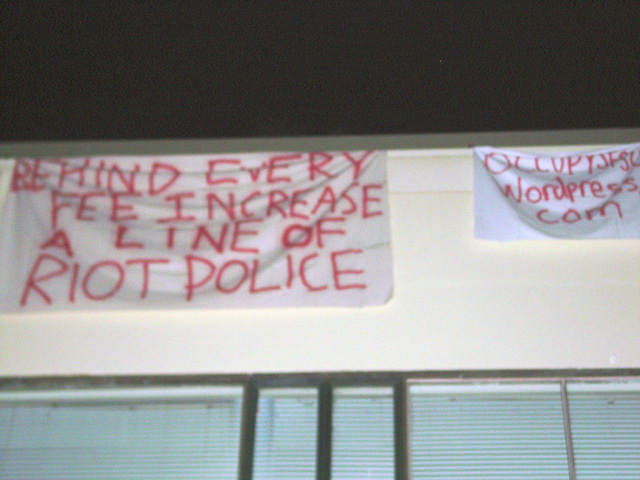 BEHIND EVERY
FEE INCREASE
A LINE OF
RIOT POLICE
Wordpress
com